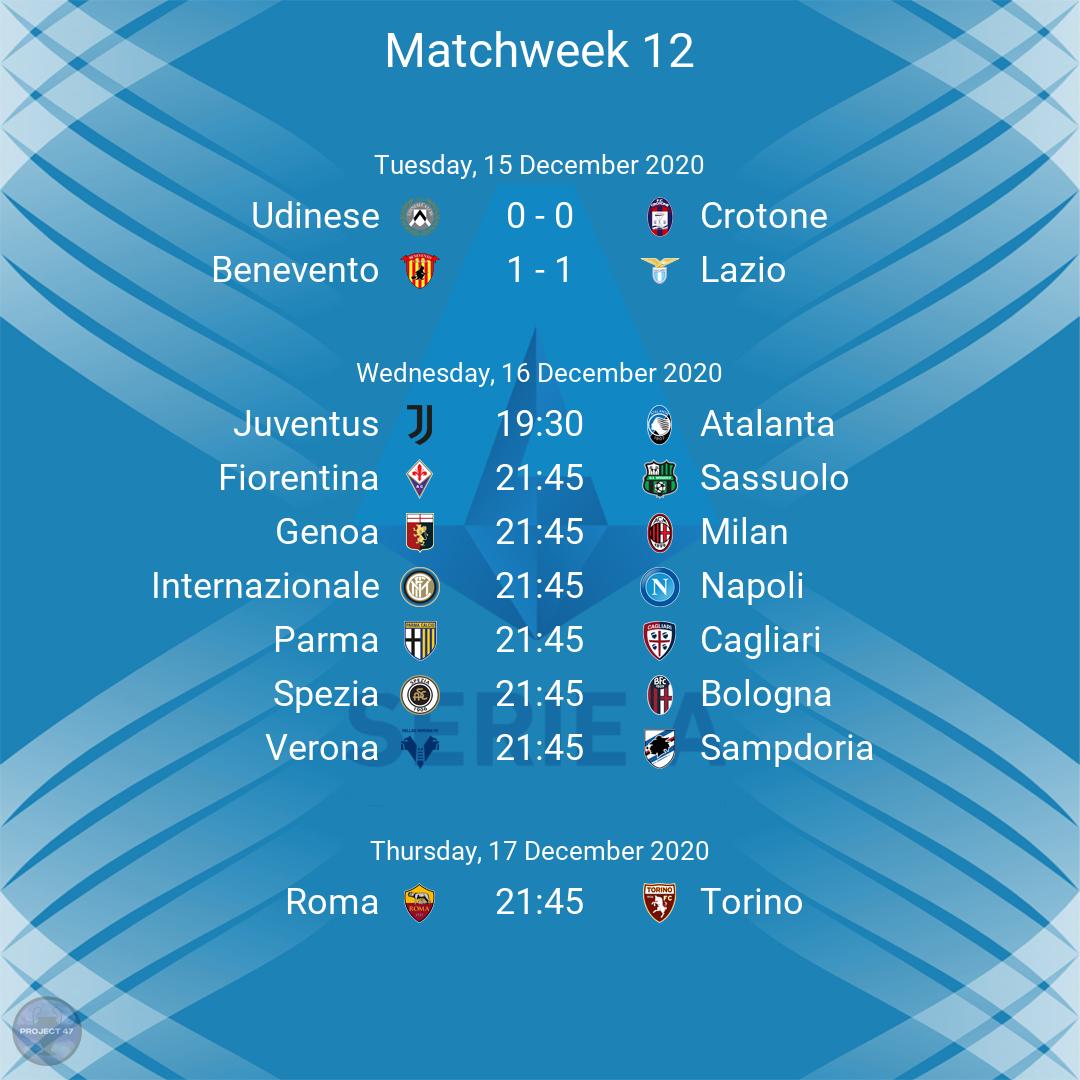 Matchweek 12
Tuesday, 15 December 2020
Udinese 0 - 0 Crotone
Benevento 1 - 1 Lazio
Wednesday, 16 December 2020
Juventus 19:30 Atalanta
Fiorentina 21:45 Sassuolo
Genoa 21:45 Milan
Internazionale 21:45 Napoli
Parma 21:45 Cagliari
Spezia 21:45 Bologna
Verona 21:45 Sampdoria
SERIE A
Thursday, 17 December 2020
Roma 21:45 Torino
PROJECT 47